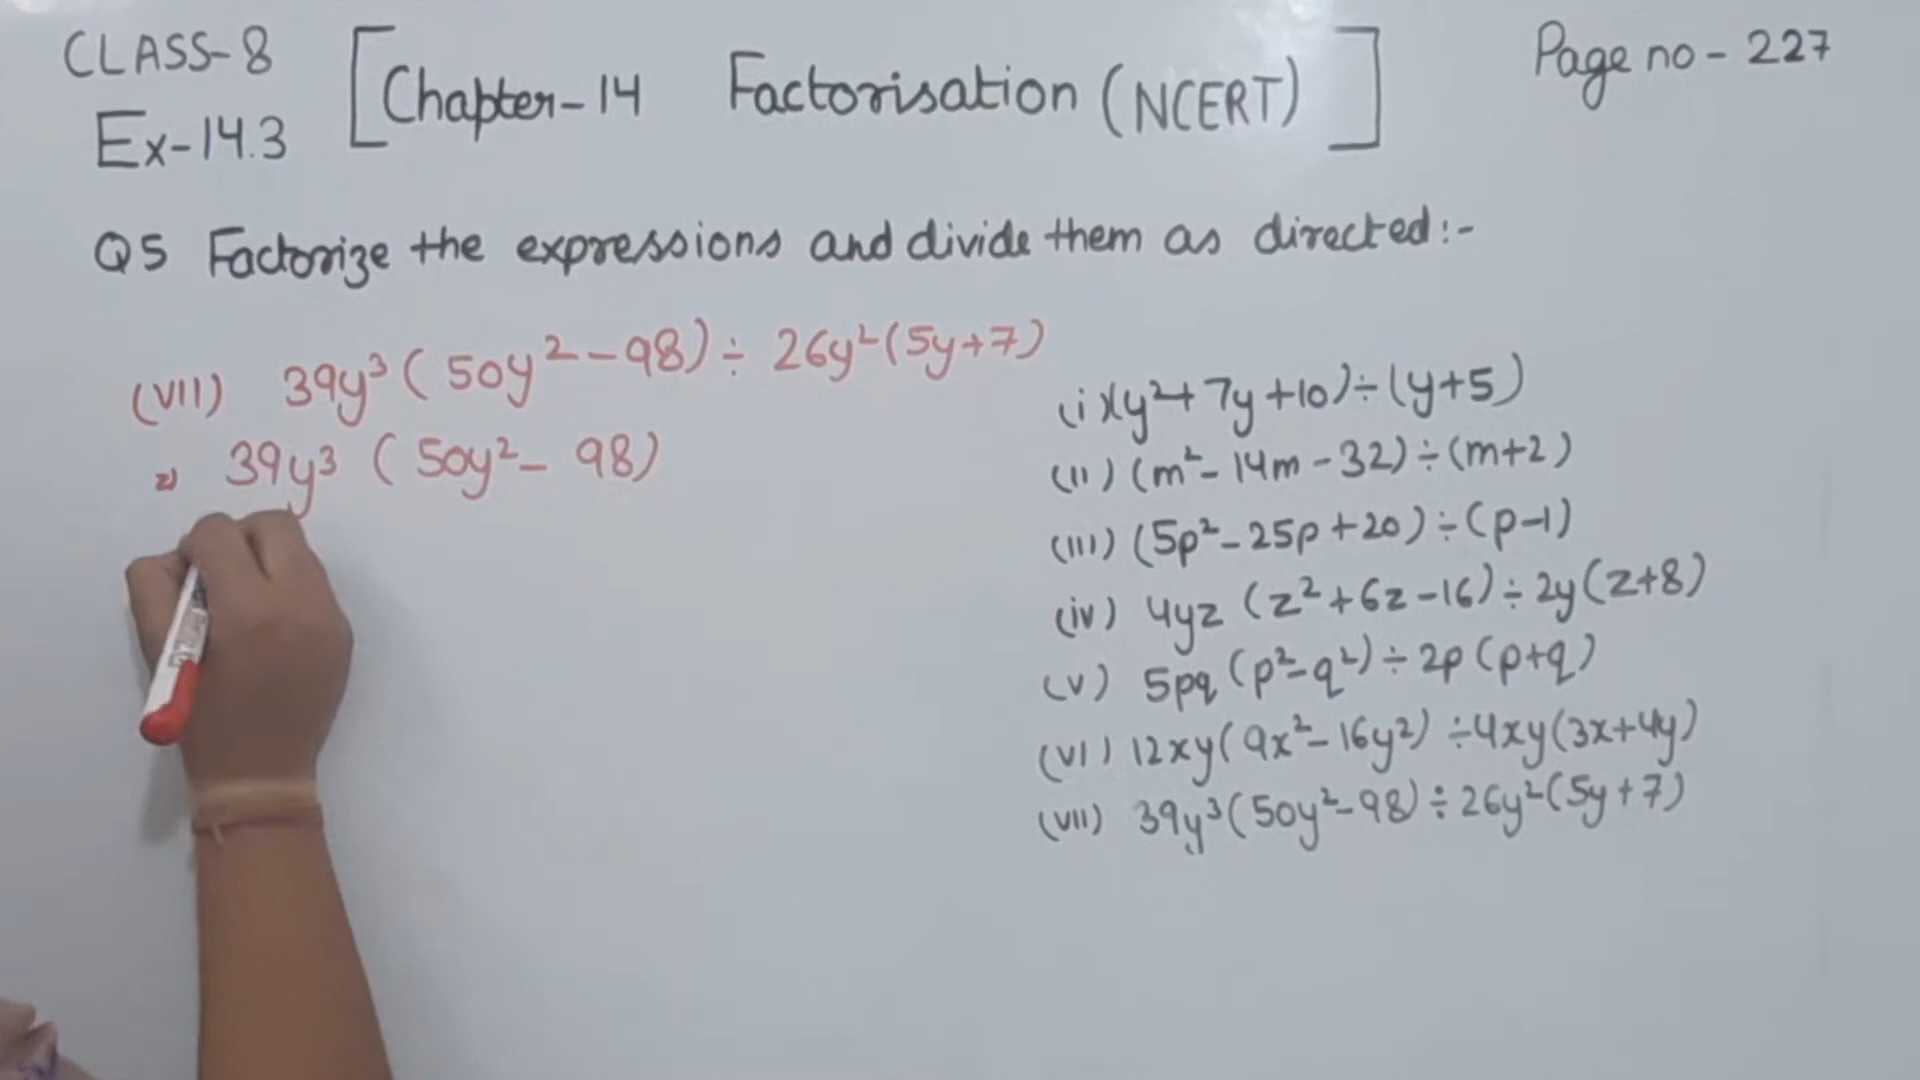 CLASS-8 [Chapter-14 Factorisation (NCERT)] Page no - 227
Ex-14.3
Q5 Factorize the expressions and divide them as directed:-
(VII) 39y³(50y²-98) ÷ 26y²(5y+7)
⇒ 39y³ (50y² - 98)
(i) (y²+7y+10)÷(y+5)
(II) (m²-14m-32)÷(m+2)
(III) (5p²-25p+20)÷(p-1)
(iv) 4yz (z²+6z-16)÷2y(z+8)
(v) 5pq (p²-q²)÷2p(p+q)
(VI) 12xy(9x²-16y²)÷4xy(3x+4y)
(VII) 39y³(50y²-98)÷26y²(5y+7)